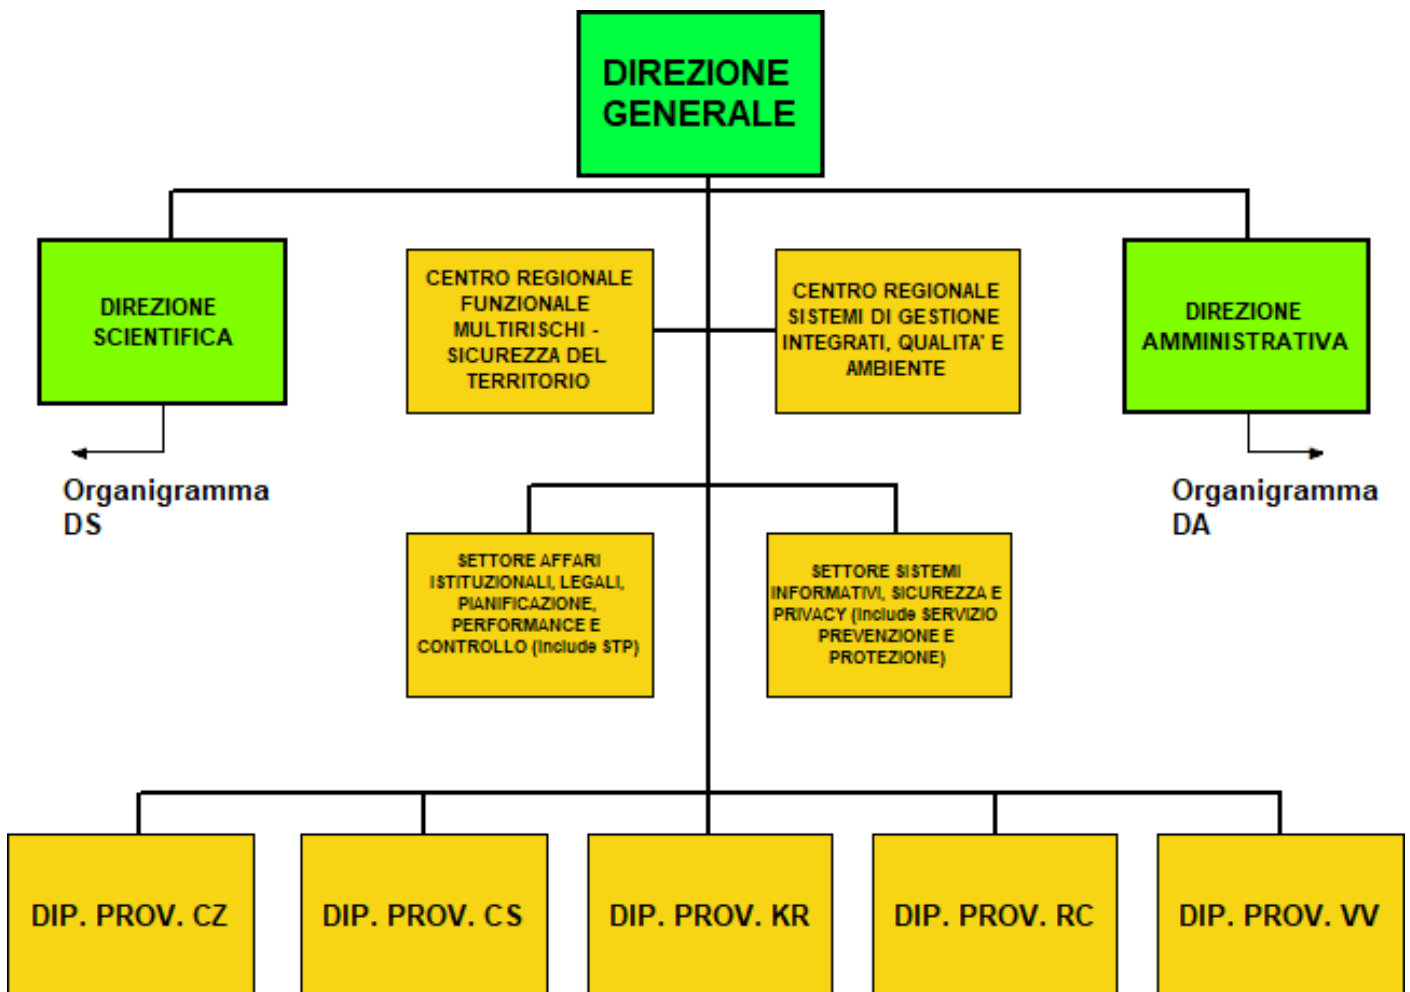 DIREZIONE
GENERALE
DIREZIONE
SCIENTIFICA
CENTRO REGIONALE
FUNZIONALE
MULTIRISCHI -
SICUREZZA DEL
TERRITORIO
CENTRO REGIONALE
SISTEMI DI GESTIONE
INTEGRATI, QUALITA' E
AMBIENTE
DIREZIONE
AMMINISTRATIVA
Organigramma
DS
Organigramma
DA
SETTORE AFFARI
ISTITUZIONALI, LEGALI,
PIANIFICAZIONE,
PERFORMANCE E
CONTROLLO (include STP)
SETTORE SISTEMI
INFORMATIVI, SICUREZZA E
PRIVACY (include SERVIZIO
PREVENZIONE E
PROTEZIONE)
DIP. PROV. CZ
DIP. PROV. CS
DIP. PROV. KR
DIP. PROV. RC
DIP. PROV. VV